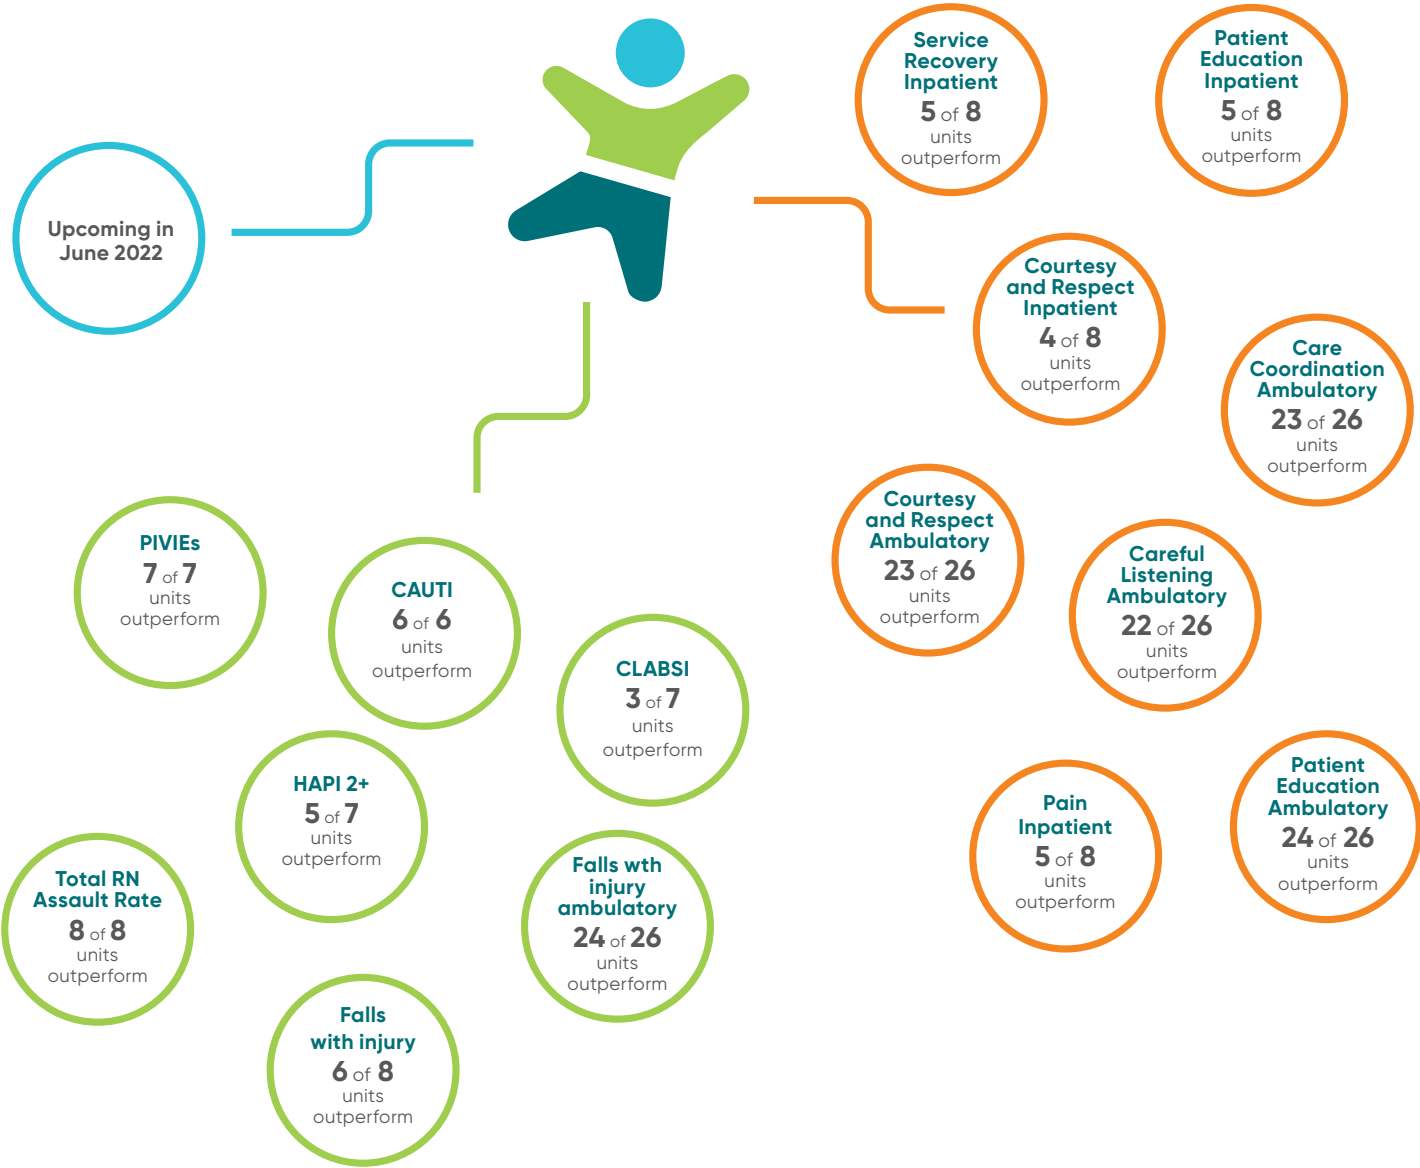 Upcoming in
June 2022
Service
Recovery
Inpatient
5 of 8
units
outperform
Patient
Education
Inpatient
5 of 8
units
outperform
Courtesy
and Respect
Inpatient
4 of 8
units
outperform
Care
Coordination
Ambulatory
23 of 26
units
outperform
Courtesy
and Respect
Ambulatory
23 of 26
units
outperform
Careful
Listening
Ambulatory
22 of 26
units
outperform
Pain
Inpatient
5 of 8
units
outperform
Patient
Education
Ambulatory
24 of 26
units
outperform
PIVIEs
7 of 7
units
outperform
CAUTI
6 of 6
units
outperform
CLABSI
3 of 7
units
outperform
HAPI 2+
5 of 7
units
outperform
Total RN
Assault Rate
8 of 8
units
outperform
Falls wth
injury
ambulatory
24 of 26
units
outperform
Falls
with injury
6 of 8
units
outperform